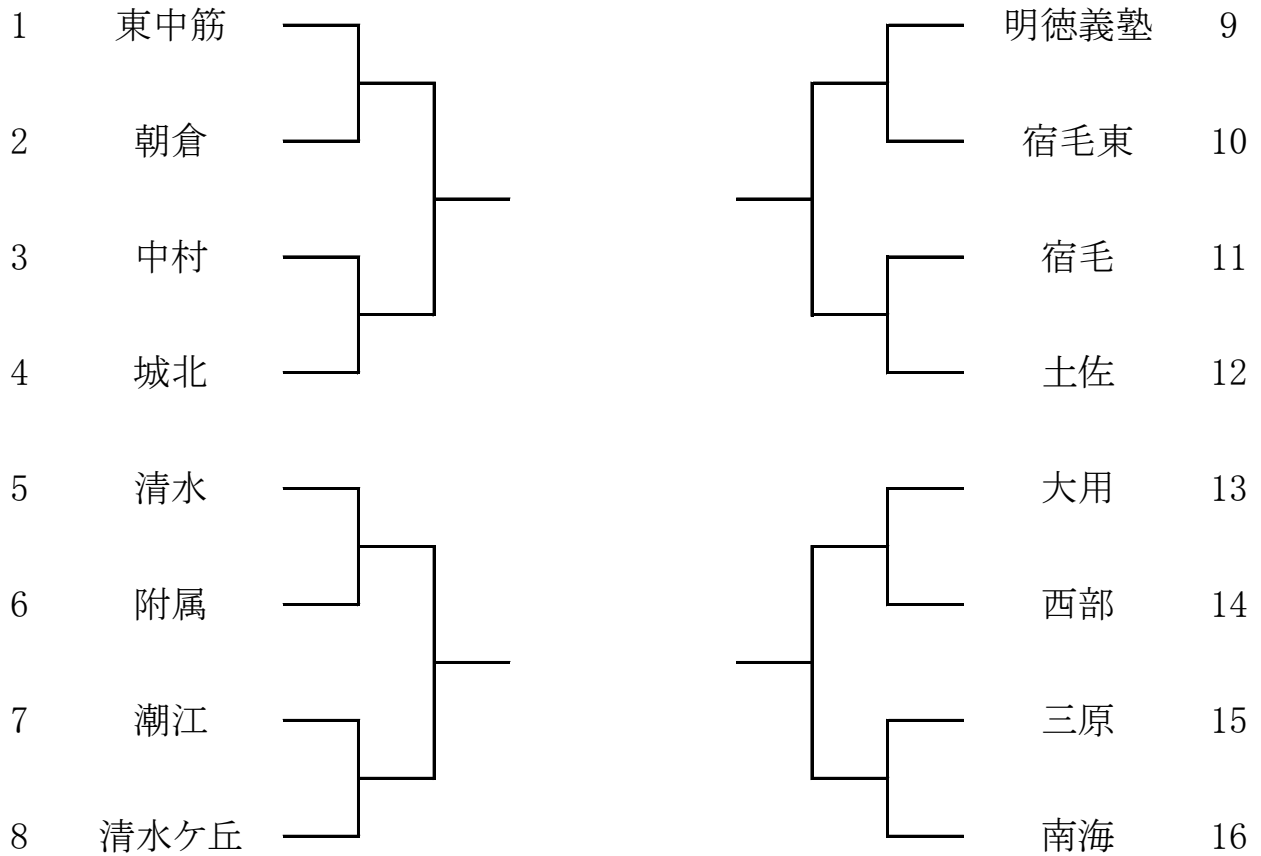 1 東中筋 明徳義塾 9
2 朝倉 宿毛東 10
3 中村 宿毛 11
4 城北 土佐 12
5 清水 大用 13
6 附属 西部 14
7 潮江 三原 15
8 清水ケ丘 南海 16